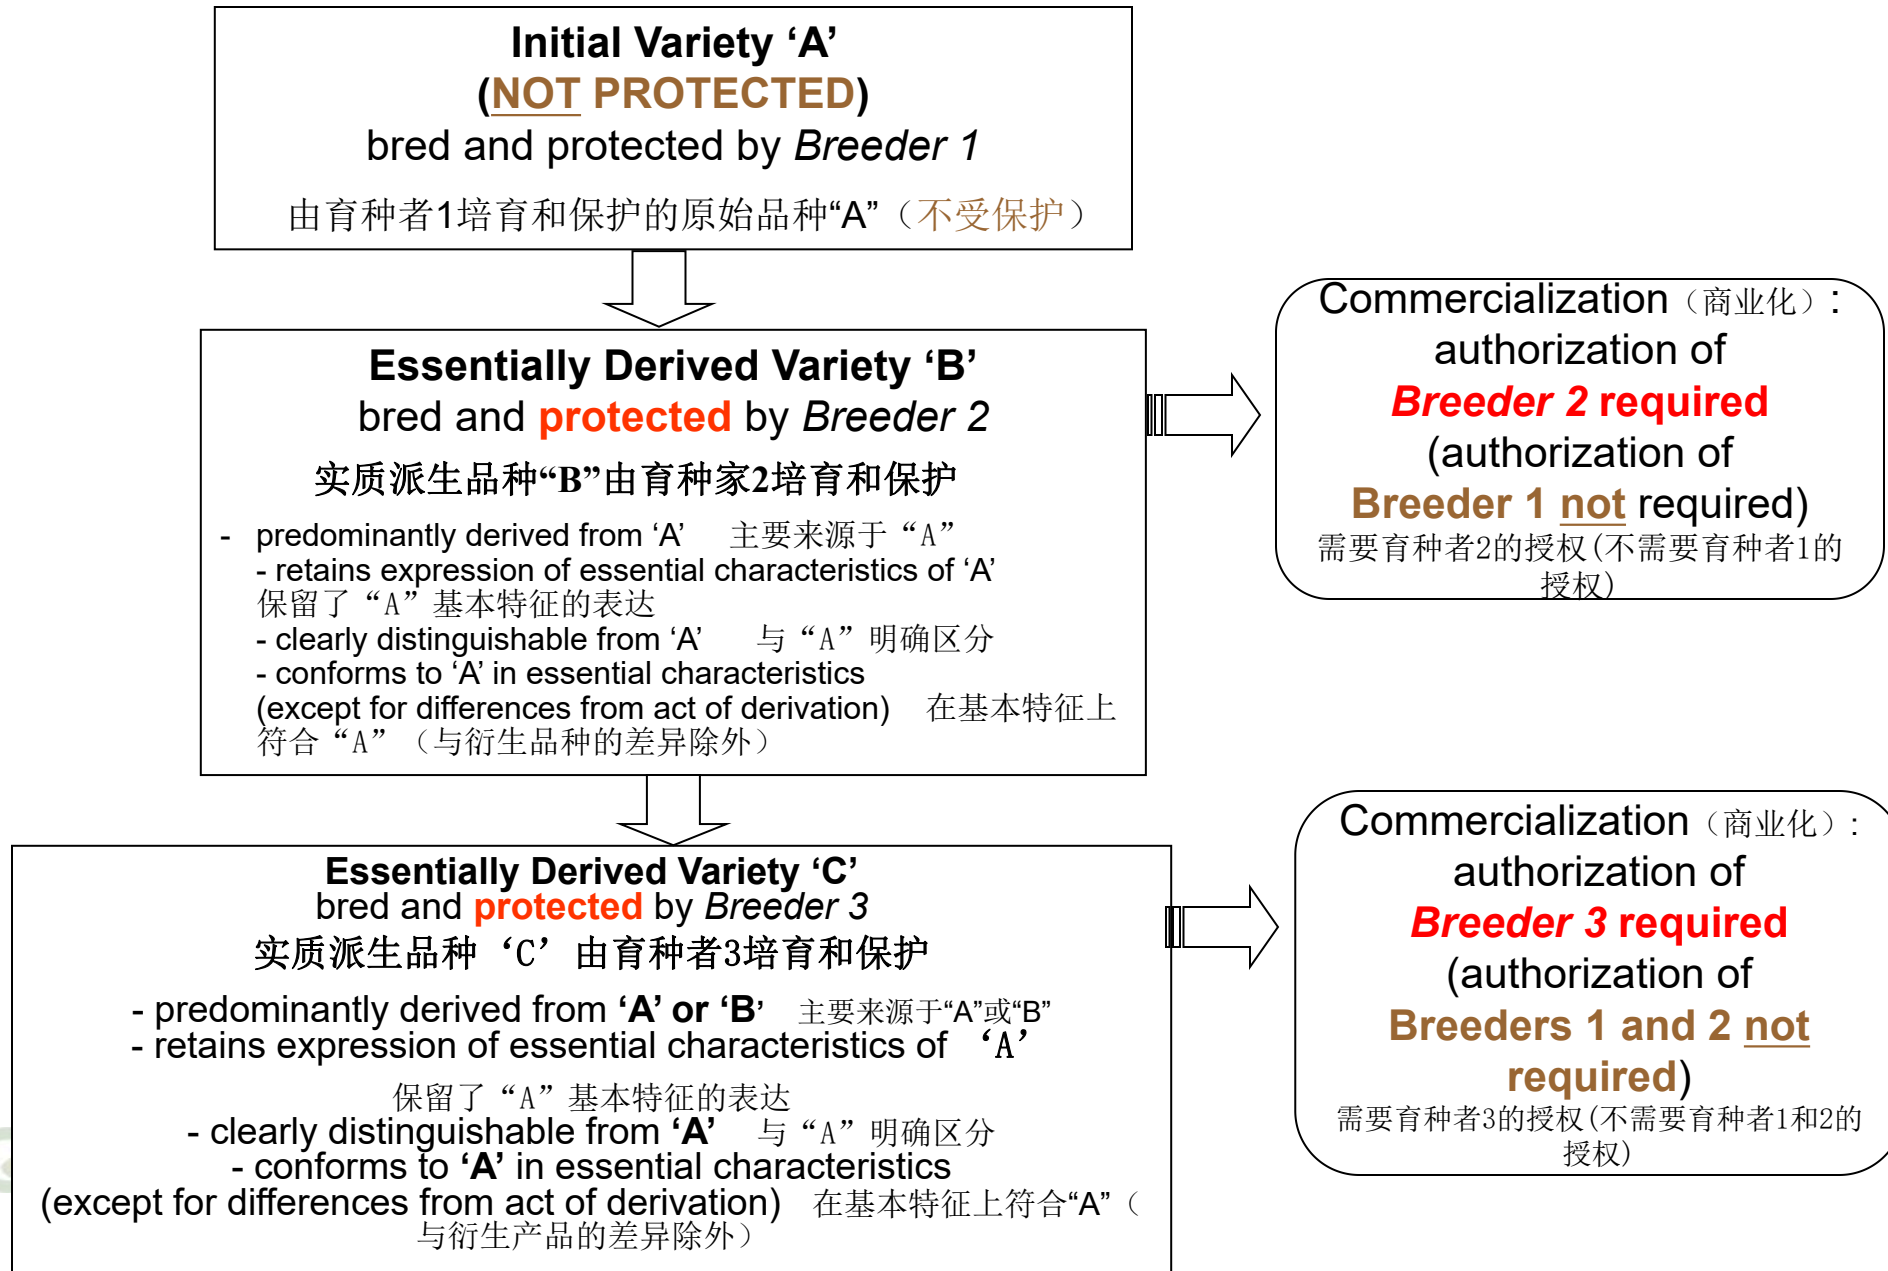 Initial Variety ‘A’
(NOT PROTECTED)
bred and protected by Breeder 1
由育种者1培育和保护的原始品种“A”（不受保护）
Essentially Derived Variety ‘B’
bred and protected by Breeder 2
实质派生品种“B”由育种家2培育和保护
- predominantly derived from ‘A’ 主要来源于“A”
- retains expression of essential characteristics of ‘A’
保留了“A”基本特征的表达
- clearly distinguishable from ‘A’ 与“A”明确区分
- conforms to ‘A’ in essential characteristics
(except for differences from act of derivation) 在基本特征上
符合“A”（与衍生品种的差异除外）
Commercialization（商业化）:
authorization of
Breeder 2 required
(authorization of
Breeder 1 not required)
需要育种者2的授权(不需要育种者1的
授权)
Essentially Derived Variety ‘C’
bred and protected by Breeder 3
实质派生品种‘C’由育种者3培育和保护
- predominantly derived from ‘A’ or ‘B’ 主要来源于“A”或“B”
- retains expression of essential characteristics of ‘A’
保留了“A”基本特征的表达
- clearly distinguishable from ‘A’ 与“A”明确区分
- conforms to ‘A’ in essential characteristics
(except for differences from act of derivation) 在基本特征上符合“A”（
与衍生产品的差异除外）
Commercialization（商业化）:
authorization of
Breeder 3 required
(authorization of
Breeders 1 and 2 not
required)
需要育种者3的授权(不需要育种者1和2的
授权)